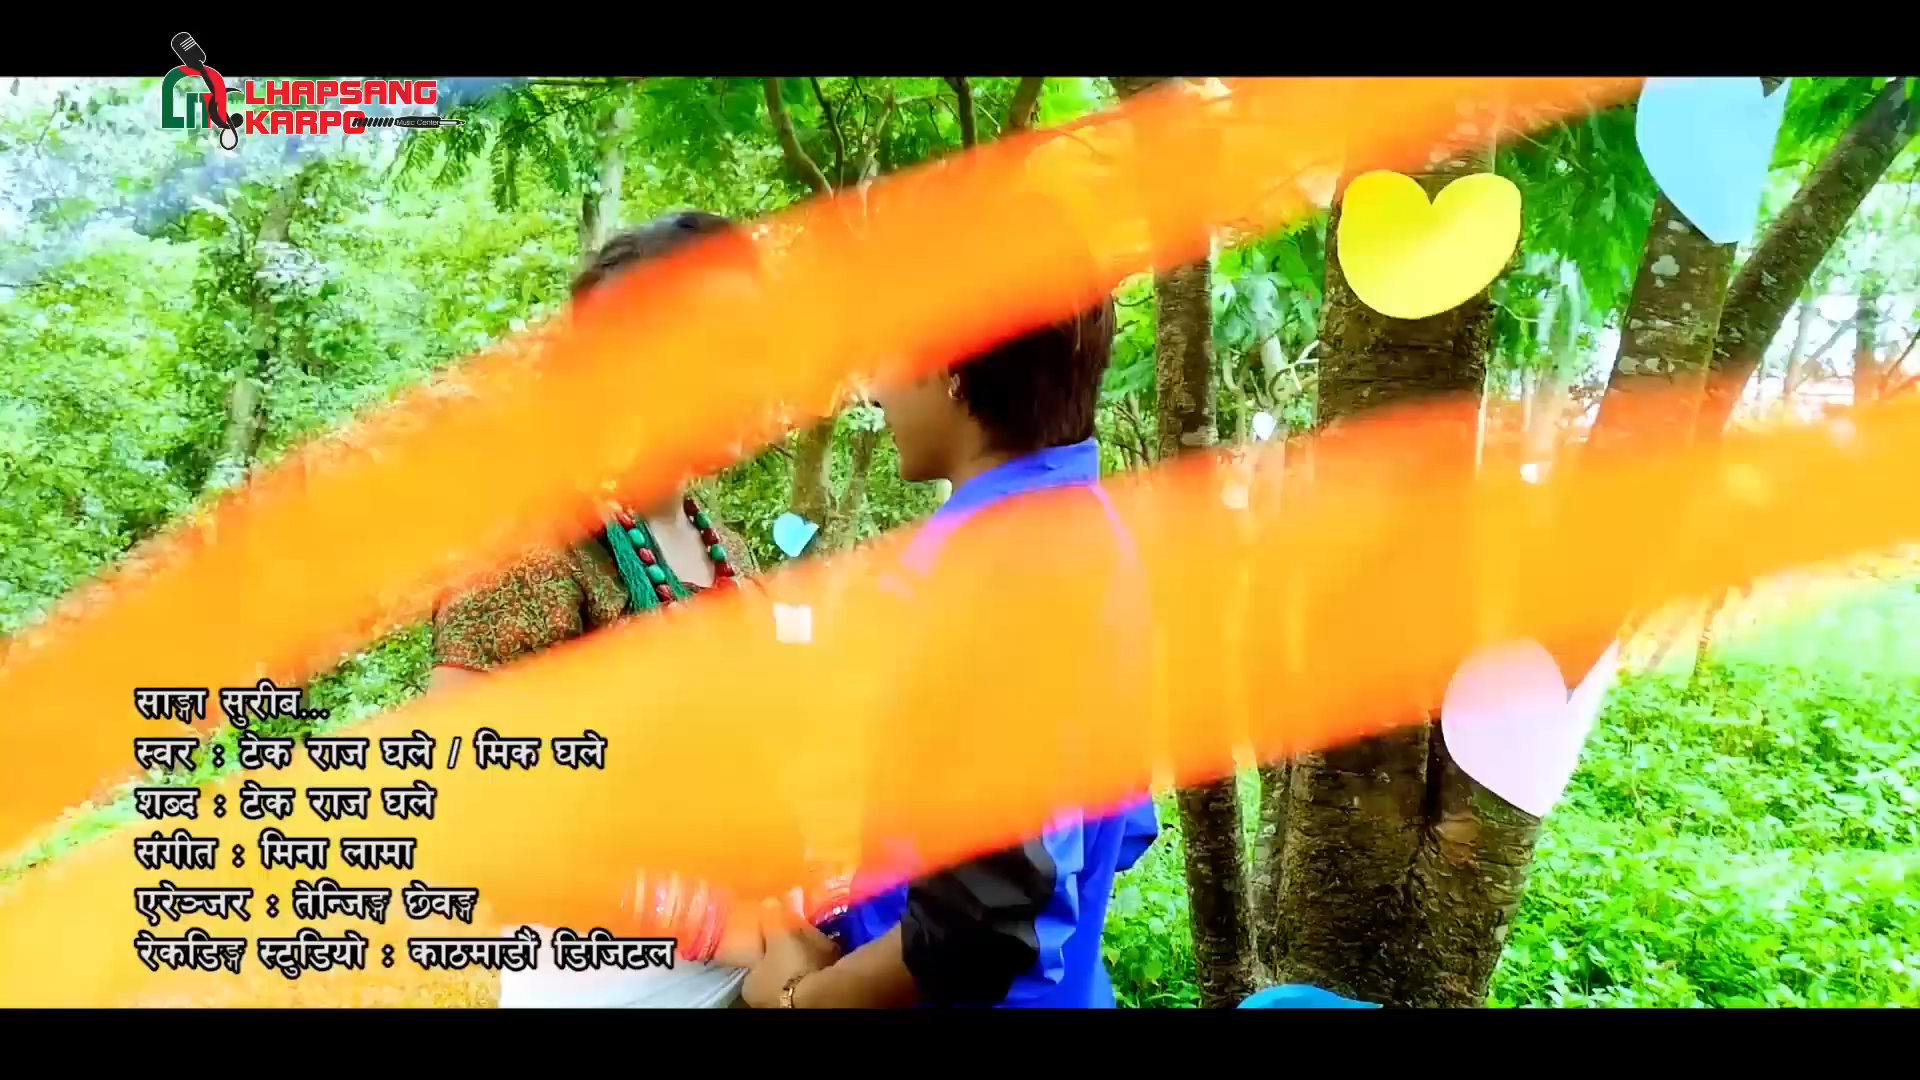 LHAPSANG
KARPO
Music Center
साङ्गा सुरीब...
स्वर : टेक राज घले / मिक घले
शब्द : टेक राज घले
संगीत : मिना लामा
एरेञ्जर : तेन्जिङ्ग छेवङ्ग
रेकडिङ्ग स्टुडियो : काठमाडौं डिजिटल